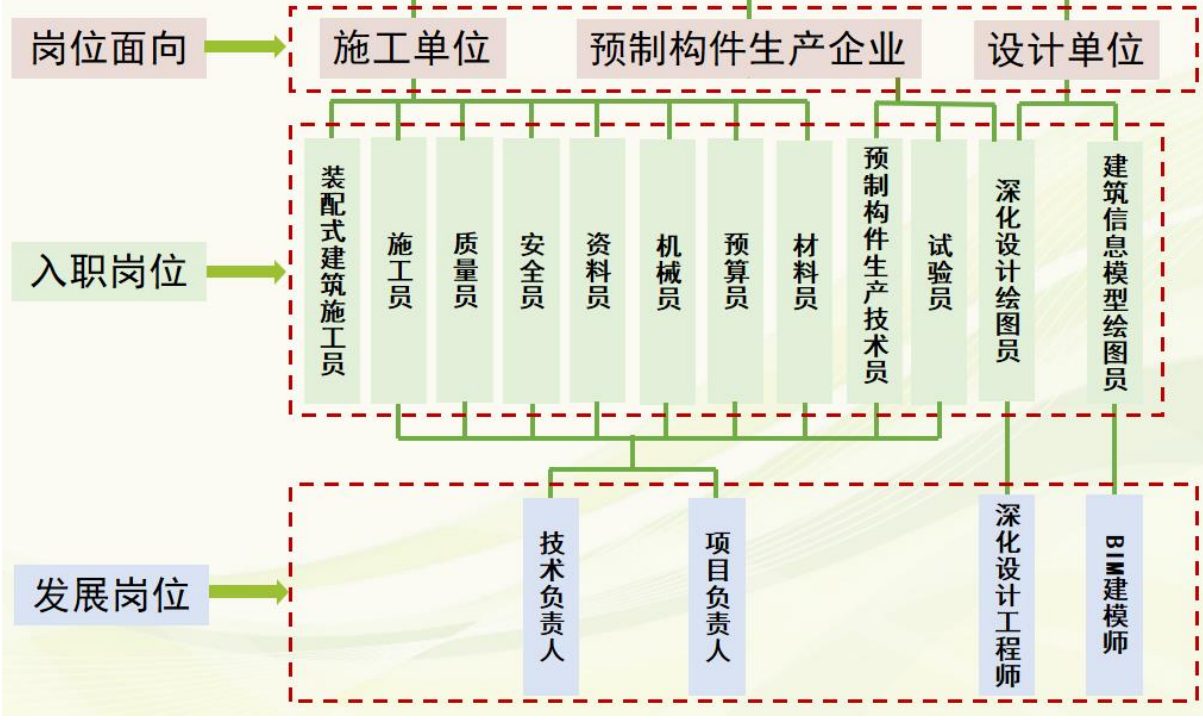 岗位面向
施工单位
预制构件生产企业
设计单位
入职岗位
装配式建筑施工员
施工员
质量员
安全员
资料员
机械员
预算员
材料员
预制构件生产技术员
试验员
深化设计绘图员
建筑信息模型绘图员
发展岗位
技术负责人
项目负责人
深化设计工程师
BIM建模师